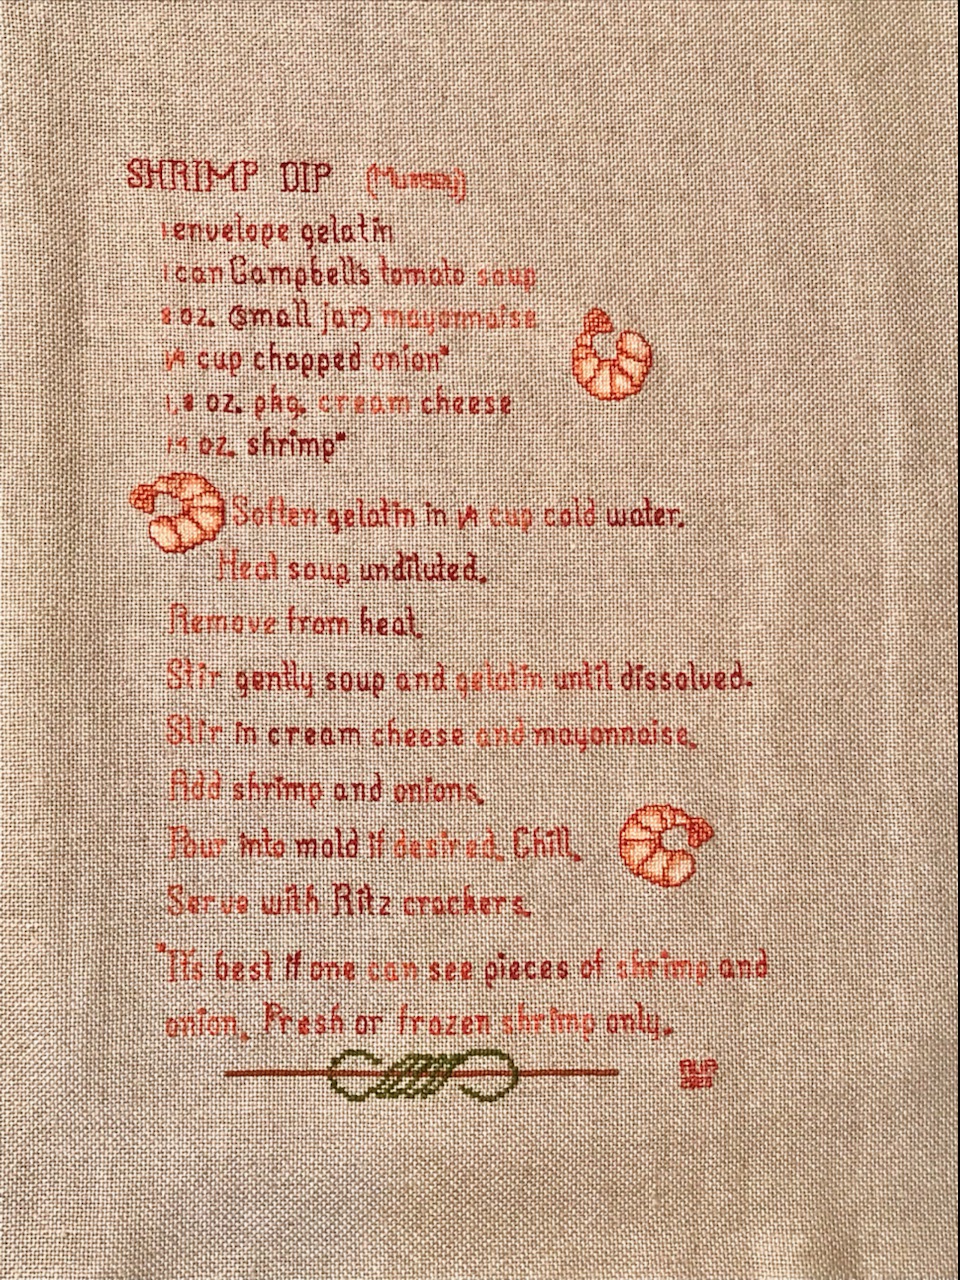 SHRIMP DIP
1 envelope gelatin
1 can Campbell's tomato soup
8 oz. (small jar) mayonnaise
1/4 cup chopped onion*
1, 8 oz. pkg. cream cheese
14 oz. shrimp*
Soften gelatin in 1/4 cup cold water.
Heat soup undiluted.
Remove from heat.
Stir gently soup and gelatin until dissolved.
Stir in cream cheese and mayonnaise.
Add shrimp and onions.
Pour into mold if desired. Chill.
Serve with Ritz crackers.
*It's best if one can see pieces of shrimp and
onion. Fresh or frozen shrimp only.